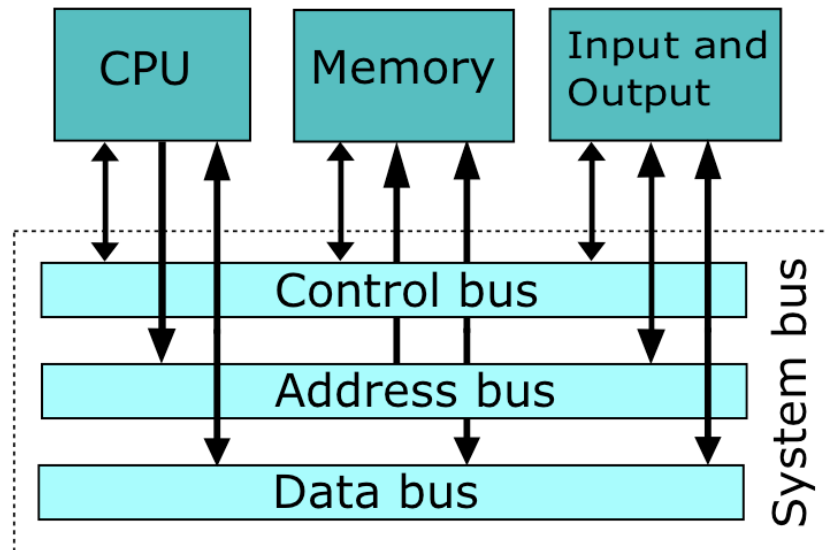 CPU
Memory
Input and
Output
Control bus
Address bus
Data bus
System bus